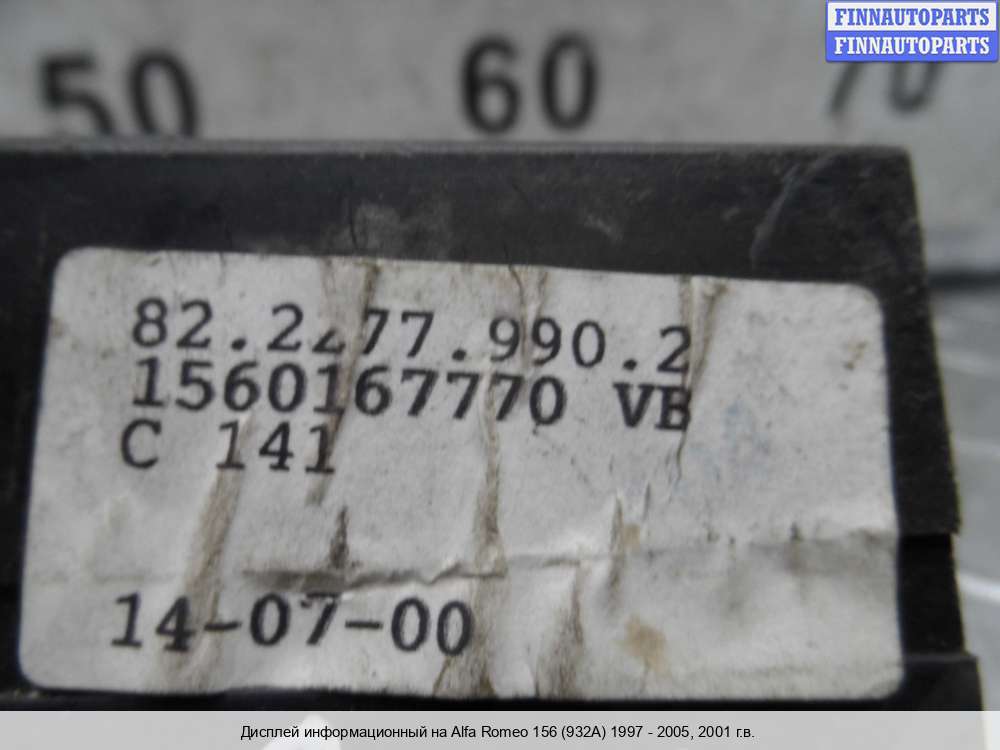 FINNAUTOPARTS
FINNAUTOPARTS
50 60 70
82.2277.990.2
1560167770 VB
C 141
14-07-00
Дисплей информационный на Alfa Romeo 156 (932A) 1997 - 2005, 2001 г.в.